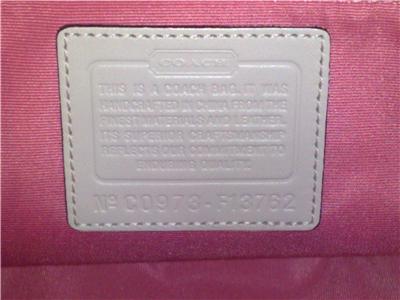 COACH
THIS IS A COACH BAG. IT WAS
HANDCRAFTED IN CHINA FROM THE
FINEST MATERIALS AND LEATHER
ITS SUPERIOR CRAFTSMANSHIP
REFLECTS OUR COMMITMENT TO
ENDURING QUALITY.
Nº C0973-F13762